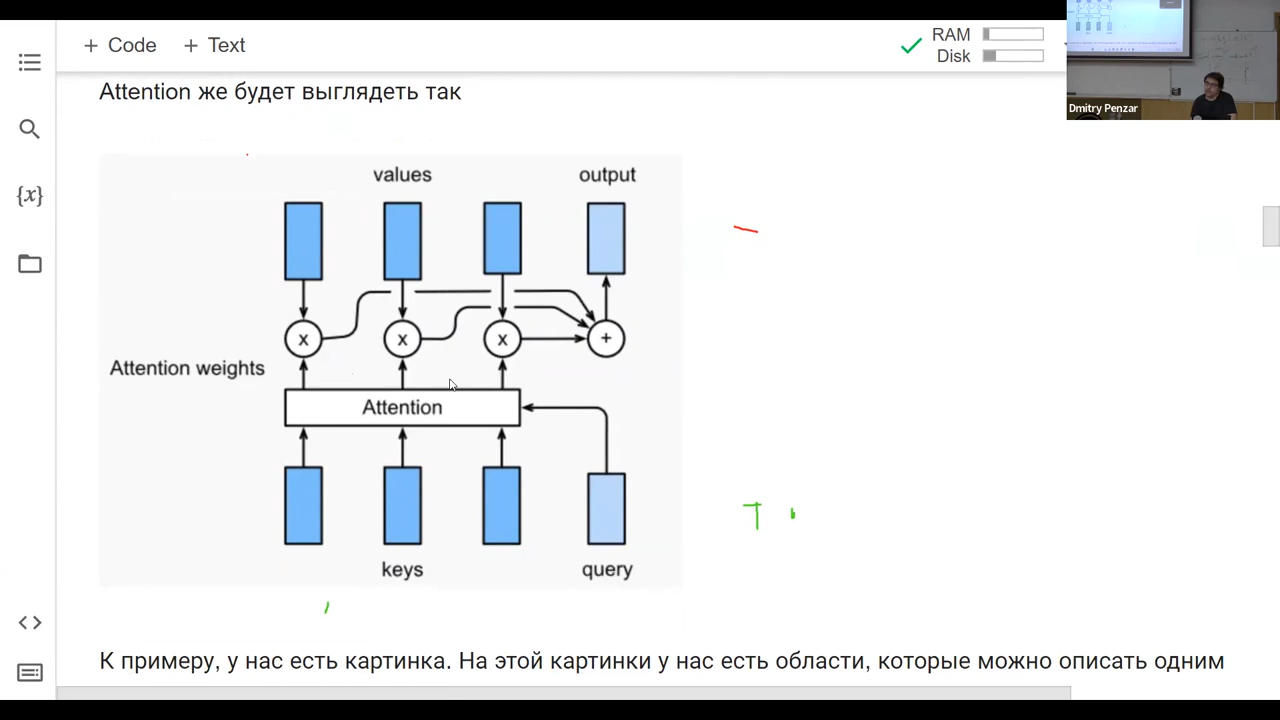 + Code + Text
RAM
Disk
Dmitry Penzar
Attention же будет выглядеть так
values output
x x x +
Attention weights
Attention
keys query
К примеру, у нас есть картинка. На этой картинки у нас есть области, которые можно описать одним